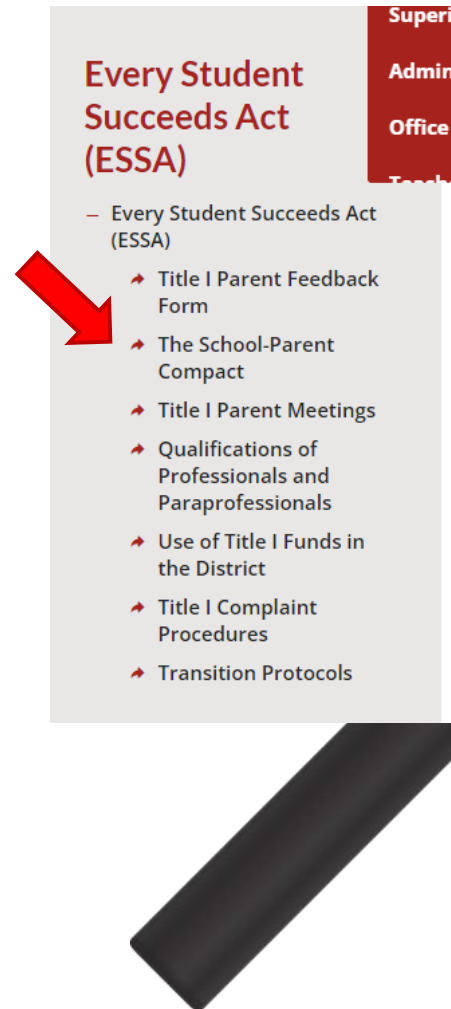 Every Student
Succeeds Act
(ESSA)
– Every Student Succeeds Act
(ESSA)
Title I Parent Feedback
Form
The School-Parent
Compact
Title I Parent Meetings
Qualifications of
Professionals and
Paraprofessionals
Use of Title I Funds in
the District
Title I Complaint
Procedures
Transition Protocols
Office